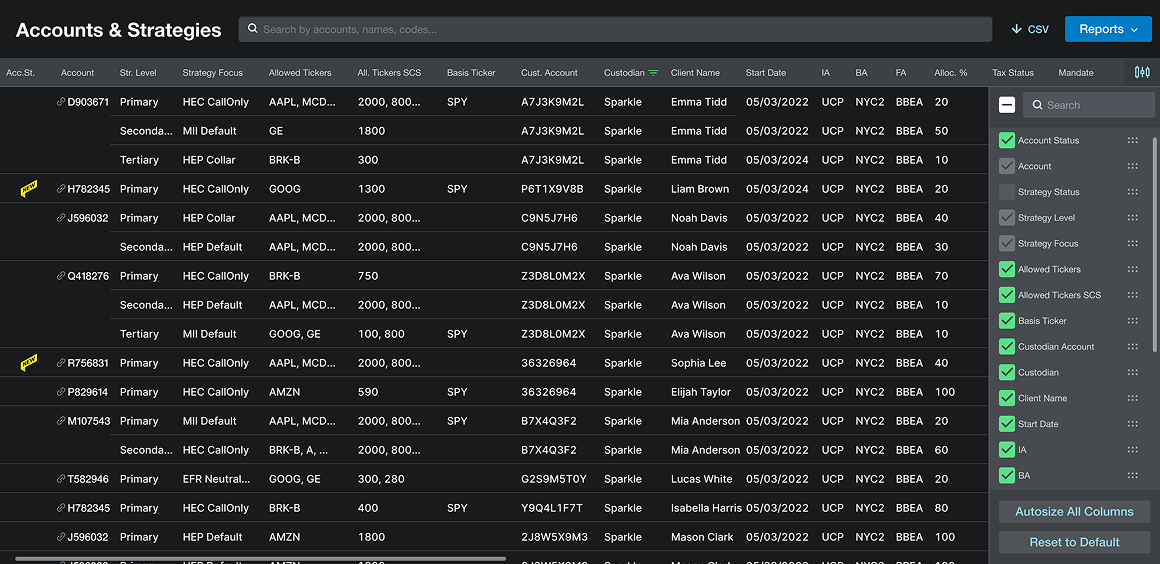 Accounts & Strategies
Search by accounts, names, codes...
CSV
Reports
Acc.St. Account Str. Level Strategy Focus Allowed Tickers All. Tickers SCS Basis Ticker Cust. Account Custodian Client Name Start Date IA BA FA Alloc. % Tax Status Mandate
D903671 Primary HEC CallOnly AAPL, MCD... 2000, 800... SPY A7J3K9M2L Sparkle Emma Tidd 05/03/2022 UCP NYC2 BBEA 20
Seconda... MII Default GE 1800 A7J3K9M2L Sparkle Emma Tidd 05/03/2022 UCP NYC2 BBEA 50
Tertiary HEP Collar BRK-B 300 A7J3K9M2L Sparkle Emma Tidd 05/03/2024 UCP NYC2 BBEA 10
NEW H782345 Primary HEC CallOnly GOOG 1300 SPY P6T1X9V8B Sparkle Liam Brown 05/03/2024 UCP NYC2 BBEA 20
J596032 Primary HEP Collar AAPL, MCD... 2000, 800... C9N5J7H6 Sparkle Noah Davis 05/03/2022 UCP NYC2 BBEA 40
Seconda... HEP Default AAPL, MCD... 2000, 800... C9N5J7H6 Sparkle Noah Davis 05/03/2022 UCP NYC2 BBEA 30
Q418276 Primary HEC CallOnly BRK-B 750 Z3D8L0M2X Sparkle Ava Wilson 05/03/2022 UCP NYC2 BBEA 70
Seconda... HEP Default AAPL, MCD... 2000, 800... Z3D8L0M2X Sparkle Ava Wilson 05/03/2022 UCP NYC2 BBEA 10
Tertiary MII Default GOOG, GE 100, 800 SPY Z3D8L0M2X Sparkle Ava Wilson 05/03/2022 UCP NYC2 BBEA 10
NEW R756831 Primary HEC CallOnly AAPL, MCD... 2000, 800... 36326964 Sparkle Sophia Lee 05/03/2022 UCP NYC2 BBEA 40
P829614 Primary HEC CallOnly AMZN 590 SPY 36326964 Sparkle Elijah Taylor 05/03/2022 UCP NYC2 BBEA 100
M107543 Primary MII Default AAPL, MCD... 2000, 800... SPY B7X4Q3F2 Sparkle Mia Anderson 05/03/2022 UCP NYC2 BBEA 20
Seconda... HEC CallOnly BRK-B, A, ... 2000, 800... B7X4Q3F2 Sparkle Mia Anderson 05/03/2022 UCP NYC2 BBEA 60
T582946 Primary EFR Neutral... GOOG, GE 300, 280 G2S9M5T0Y Sparkle Lucas White 05/03/2022 UCP NYC2 BBEA 20
H782345 Primary HEC CallOnly BRK-B 400 SPY Y9Q4L1F7T Sparkle Isabella Harris 05/03/2022 UCP NYC2 BBEA 80
J596032 Primary HEP Default AMZN 1800 2J8W5X9M3 Sparkle Mason Clark 05/03/2022 UCP NYC2 BBEA 100
Search
Account Status
Account
Strategy Status
Strategy Level
Strategy Focus
Allowed Tickers
Allowed Tickers SCS
Basis Ticker
Custodian Account
Custodian
Client Name
Start Date
IA
BA
Autosize All Columns
Reset to Default